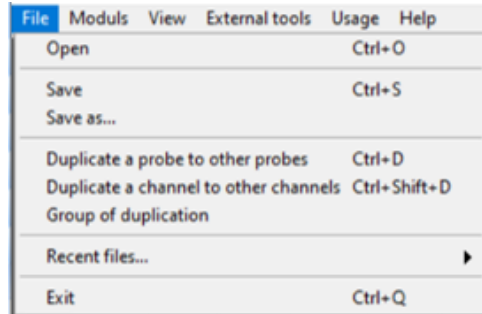 File Moduls View External tools Usage Help
Open Ctrl+O
Save Ctrl+S
Save as...
Duplicate a probe to other probes Ctrl+D
Duplicate a channel to other channels Ctrl+Shift+D
Group of duplication
Recent files...
Exit Ctrl+Q